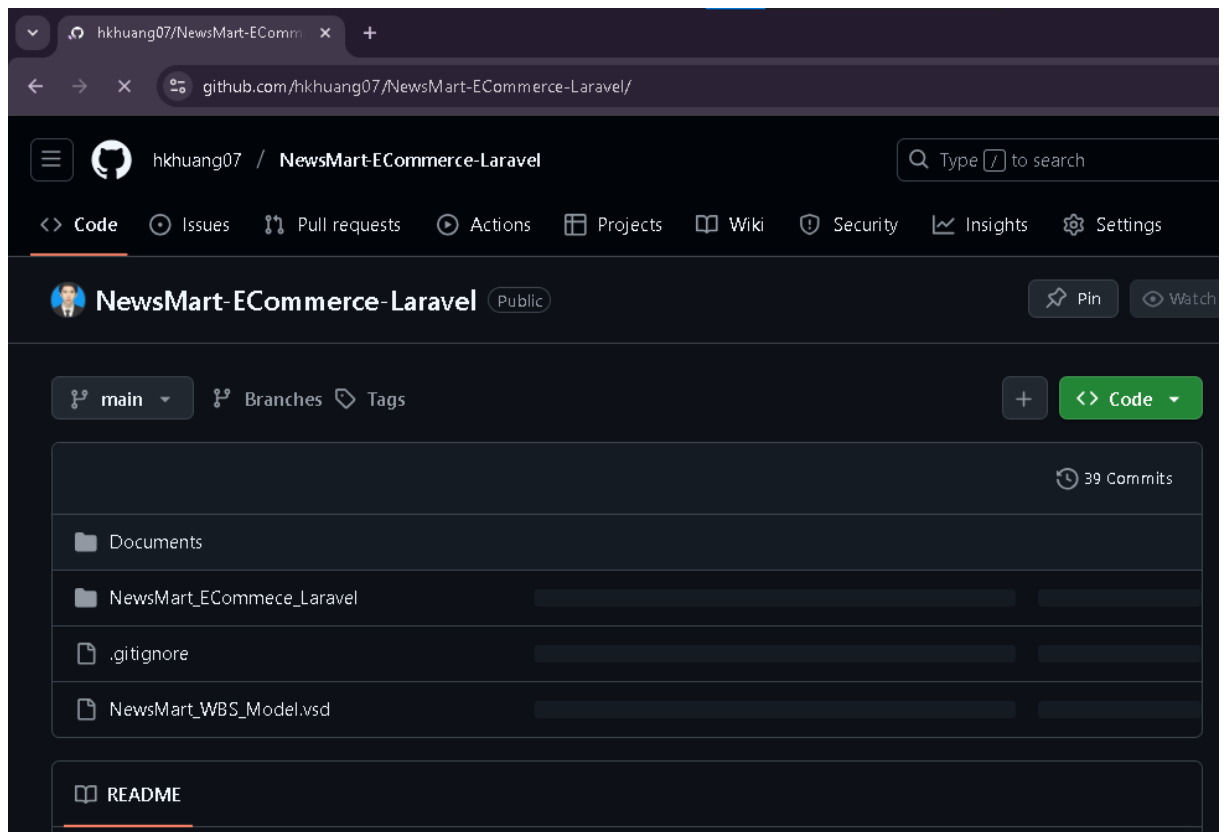 hkhuang07/NewsMart-EComm
github.com/hkhuang07/NewsMart-ECommerce-Laravel/
hkhuang07 / NewsMart-ECommerce-Laravel
Type / to search
Code Issues Pull requests Actions Projects Wiki Security Insights Settings
NewsMart-ECommerce-Laravel Public
Pin Watch
main Branches Tags
Code
39 Commits
Documents
NewsMart_ECommece_Laravel
.gitignore
NewsMart_WBS_Model.vsd
README